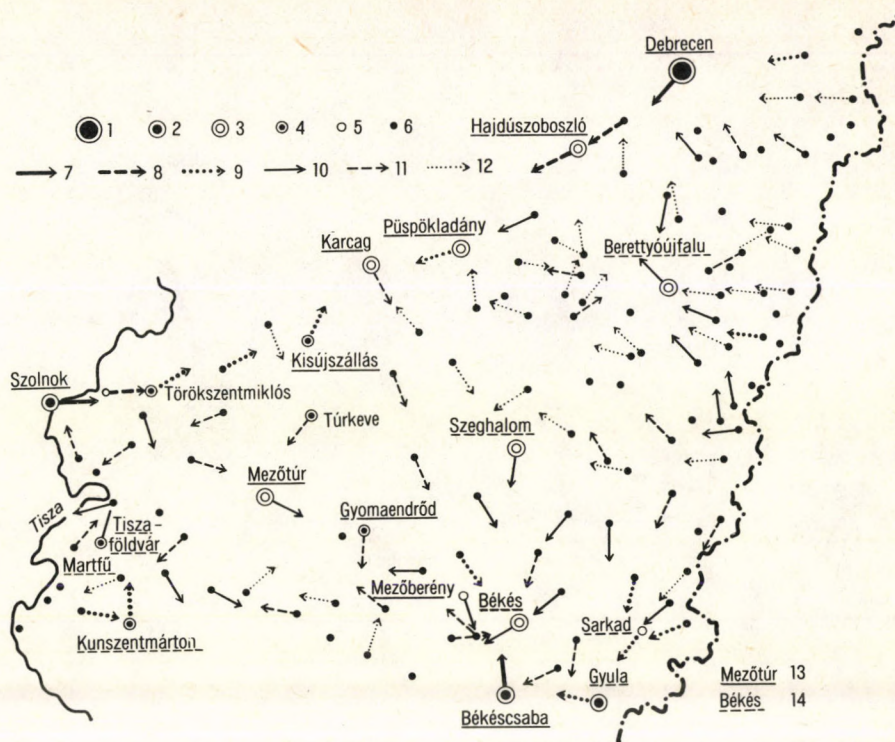 Debrecen
1 2 3 4 5 6
Hajdúszoboszló
7 8 9 10 11 12
Püspökladány
Karcag
Berettyóújfalu
Kisújszállás
Szolnok
Törökszentmiklós
Túrkeve
Szeghalom
Mezőtúr
Gyomaendrőd
Tisza
Tisza-
földvár
Martfű
Mezőberény
Békés
Sarkad
Kunszentmárton
Gyula
Mezőtúr 13
Békés 14
Békéscsaba